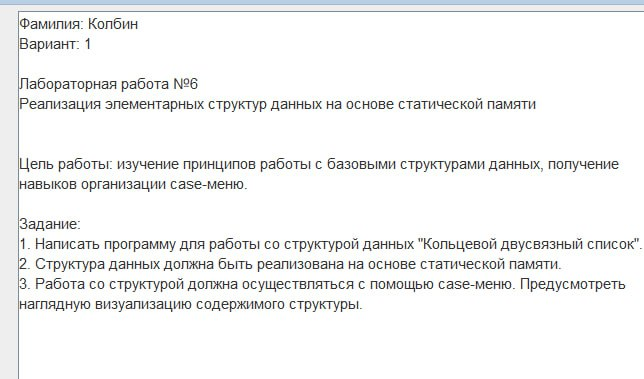 Фамилия: Колбин
Вариант: 1
Лабораторная работа №6
Реализация элементарных структур данных на основе статической памяти
Цель работы: изучение принципов работы с базовыми структурами данных, получение
навыков организации case-меню.
Задание:
1. Написать программу для работы со структурой данных "Кольцевой двусвязный список".
2. Структура данных должна быть реализована на основе статической памяти.
3. Работа со структурой должна осуществляться с помощью case-меню. Предусмотреть
наглядную визуализацию содержимого структуры.